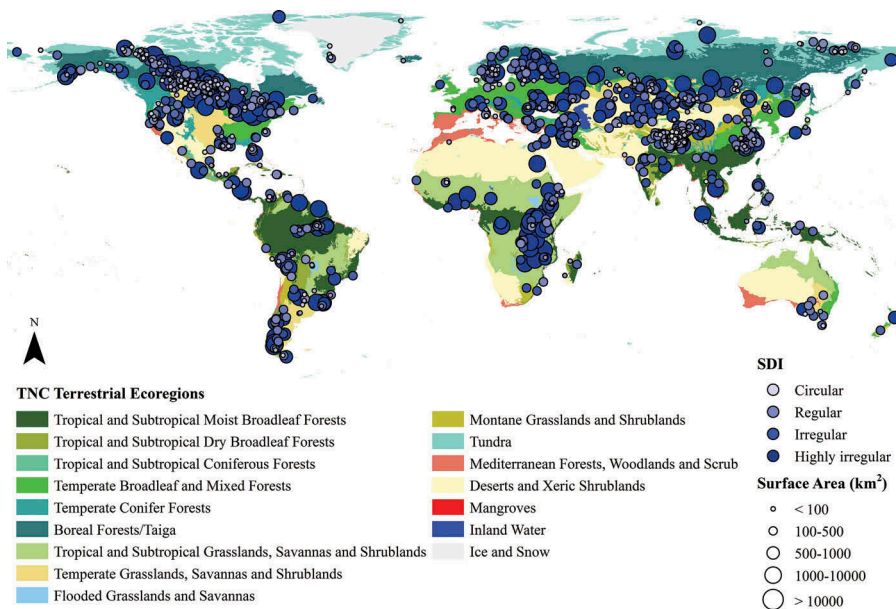 N
TNC Terrestrial Ecoregions
Tropical and Subtropical Moist Broadleaf Forests
Tropical and Subtropical Dry Broadleaf Forests
Tropical and Subtropical Coniferous Forests
Temperate Broadleaf and Mixed Forests
Temperate Conifer Forests
Boreal Forests/Taiga
Tropical and Subtropical Grasslands, Savannas and Shrublands
Temperate Grasslands, Savannas and Shrublands
Flooded Grasslands and Savannas
Montane Grasslands and Shrublands
Tundra
Mediterranean Forests, Woodlands and Scrub
Deserts and Xeric Shrublands
Mangroves
Inland Water
Ice and Snow
SDI
Circular
Regular
Irregular
Highly irregular
Surface Area (km²)
< 100
100-500
500-1000
1000-10000
> 10000